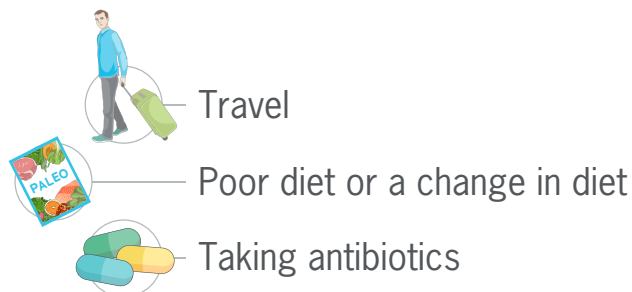 Travel
PALEO
Poor diet or a change in diet
Taking antibiotics